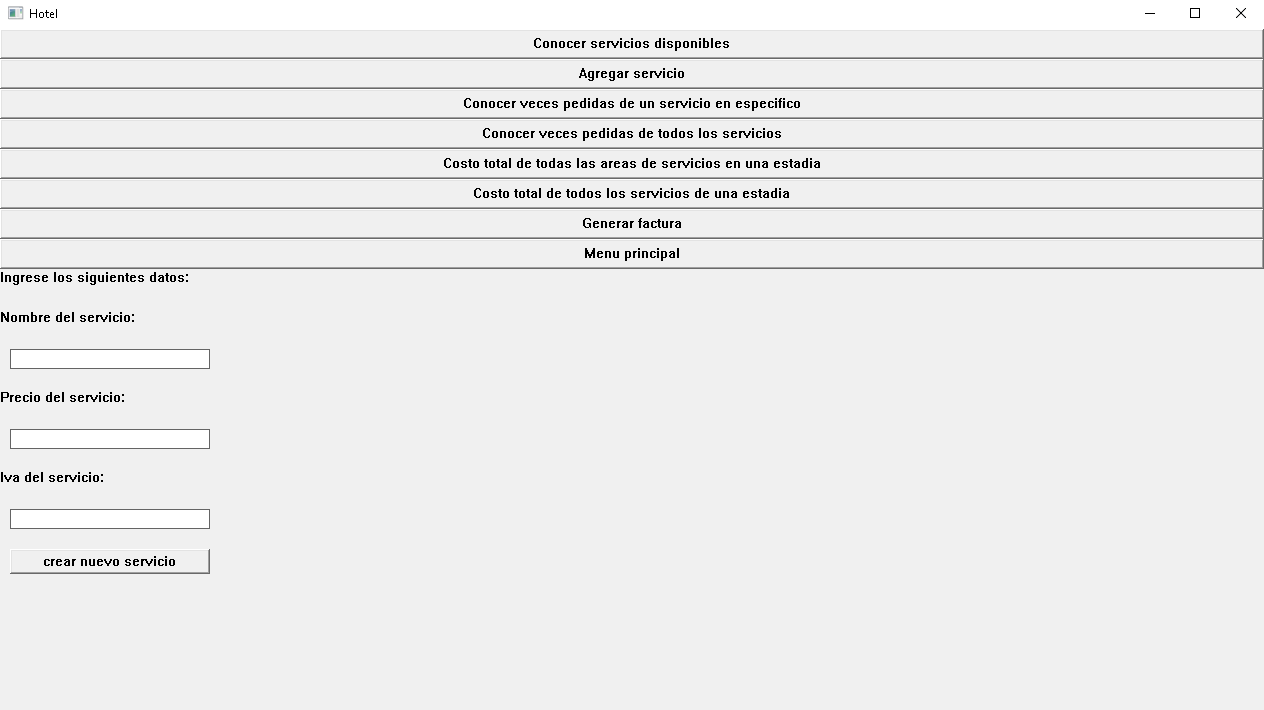 Hotel
Conocer servicios disponibles
Agregar servicio
Conocer veces pedidas de un servicio en especifico
Conocer veces pedidas de todos los servicios
Costo total de todas las areas de servicios en una estadia
Costo total de todos los servicios de una estadia
Generar factura
Menu principal
Ingrese los siguientes datos:
Nombre del servicio:
Precio del servicio:
Iva del servicio:
crear nuevo servicio